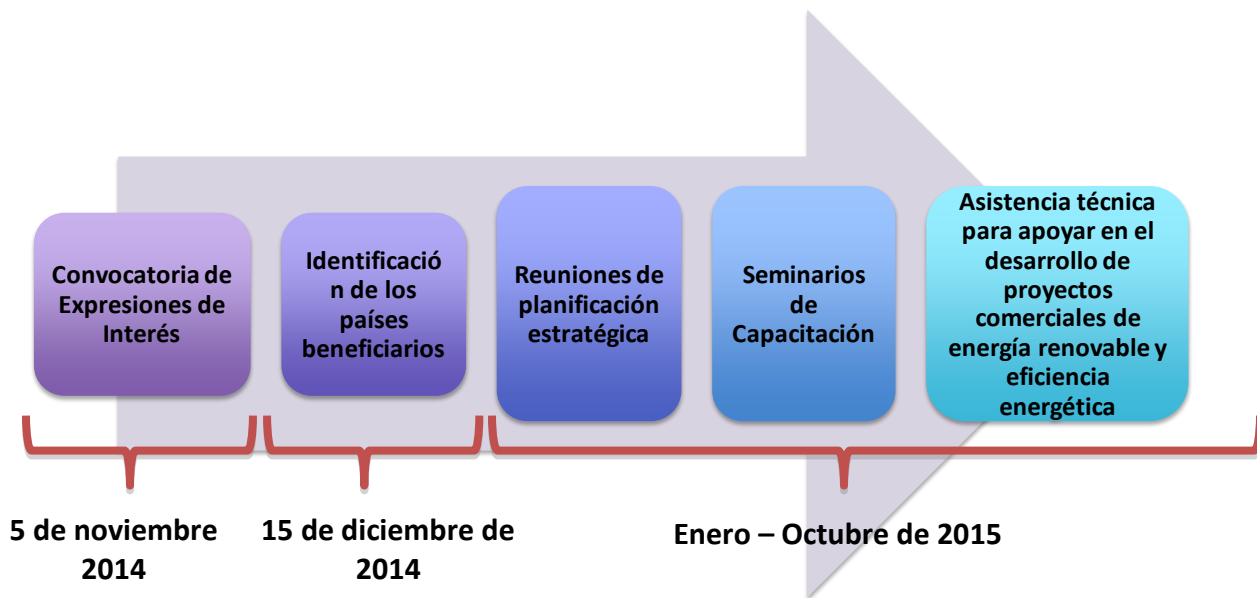 Convocatoria de
Expresiones de
Interés
Identificació
n de los
países
beneficiarios
Reuniones de
planificación
estratégica
Seminarios
de
Capacitación
Asistencia técnica
para apoyar en el
desarrollo de
proyectos
comerciales de
energía renovable y
eficiencia
energética
5 de noviembre
2014
15 de diciembre de
2014
Enero – Octubre de 2015